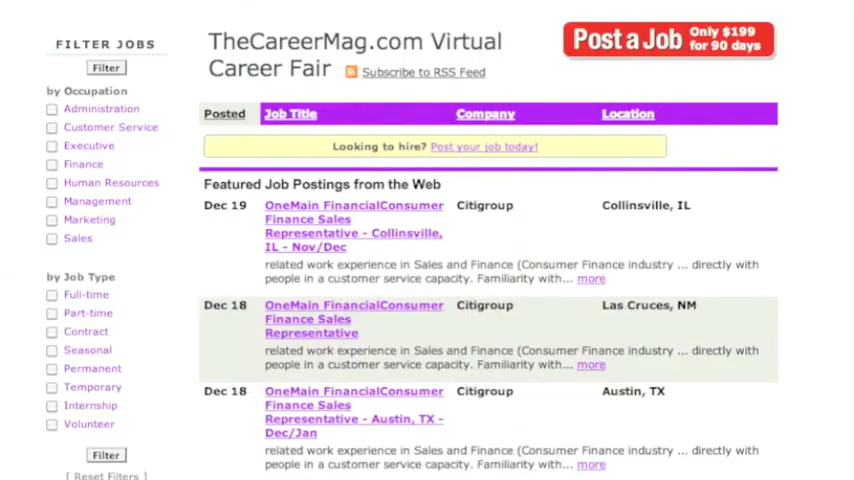 FILTER JOBS
Filter
by Occupation
Administration
Customer Service
Executive
Finance
Human Resources
Management
Marketing
Sales
by Job Type
Full-time
Part-time
Contract
Seasonal
Permanent
Temporary
Internship
Volunteer
Filter
[ Reset Filters ]
TheCareerMag.com Virtual
Career Fair
Subscribe to RSS Feed
Post a Job Only $199
for 90 days
Posted Job Title Company Location
Looking to hire? Post your job today!
Featured Job Postings from the Web
Dec 19 OneMain FinancialConsumer Citigroup Collinsville, IL
Finance Sales
Representative - Collinsville,
IL - Nov/Dec
related work experience in Sales and Finance (Consumer Finance industry ... directly with
people in a customer service capacity. Familiarity with... more
Dec 18 OneMain FinancialConsumer Citigroup Las Cruces, NM
Finance Sales
Representative
related work experience in Sales and Finance (Consumer Finance industry ... directly with
people in a customer service capacity. Familiarity with... more
Dec 18 OneMain FinancialConsumer Citigroup Austin, TX
Finance Sales
Representative - Austin, TX -
Dec/Jan
related work experience in Sales and Finance (Consumer Finance industry ... directly with
people in a customer service capacity. Familiarity with... more